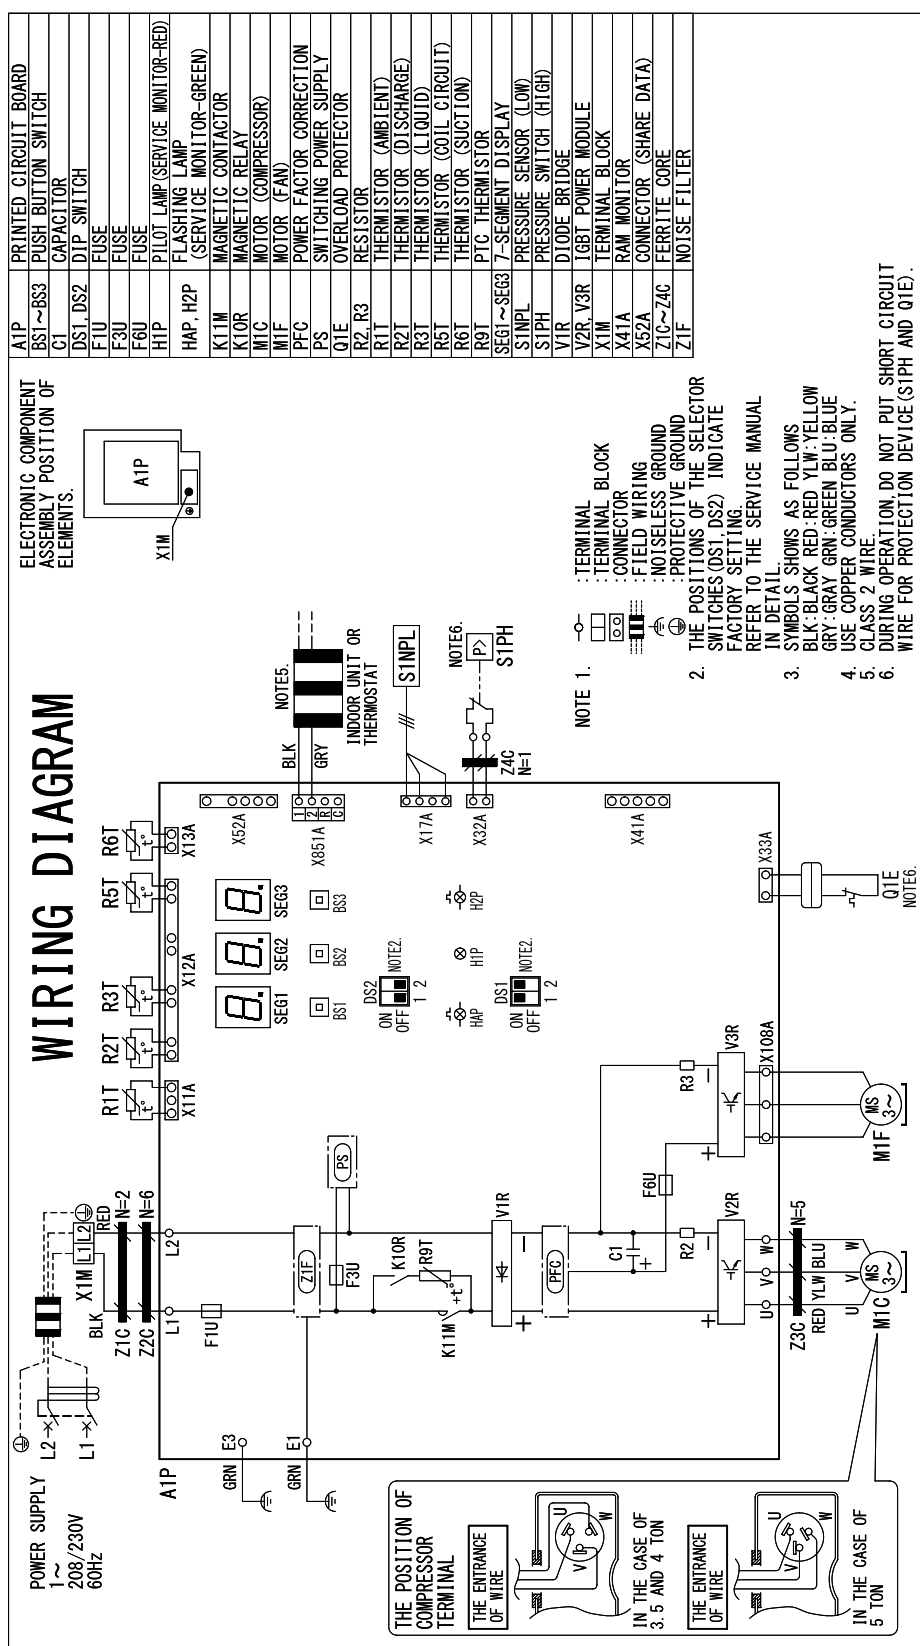 WIRING DIAGRAM
POWER SUPPLY
1~
208/230V
60Hz
L2
L1
X1M
L1 L2
BLK
RED
Z1C
N=2
Z2C
N=6
L1
L2
A1P
R1T
t°
X11A
R2T
t°
R3T
t°
X12A
R5T
t°
R6T
t°
X13A
E3
GRN
E1
GRN
F1U
Z1F
F3U
PS
K10R
R9T
+t°
K11M
V1R
+
−
PFC
C1
+
R2
R3
F6U
V2R
+
−
V3R
+
−
U V W
X108A
Z3C
N=5
RED YLW BLU
U V W
MS
3~
M1C
MS
3~
M1F
SEG1
SEG2
SEG3
BS1
BS2
BS3
DS2
ON
OFF
1 2
NOTE2.
HAP
H1P
H2P
DS1
ON
OFF
1 2
NOTE2.
X52A
X851A
1 2 R C
X17A
X32A
X41A
X33A
Q1E
NOTE6.
BLK
GRY
NOTE5.
INDOOR UNIT OR
THERMOSTAT
S1NPL
NOTE6.
P>
S1PH
Z4C
N=1
THE POSITION OF
COMPRESSOR
TERMINAL
THE ENTRANCE
OF WIRE
U
V
W
IN THE CASE OF
3.5 AND 4 TON
THE ENTRANCE
OF WIRE
U
V
W
IN THE CASE OF
5 TON
ELECTRONIC COMPONENT
ASSEMBLY POSITION OF
ELEMENTS.
A1P
X1M
NOTE 1.
:TERMINAL
:TERMINAL BLOCK
:CONNECTOR
:FIELD WIRING
:NOISELESS GROUND
:PROTECTIVE GROUND
2. THE POSITIONS OF THE SELECTOR
SWITCHES(DS1,DS2) INDICATE
FACTORY SETTING.
REFER TO THE SERVICE MANUAL
IN DETAIL.
3. SYMBOLS SHOWS AS FOLLOWS
BLK:BLACK RED:RED YLW:YELLOW
GRY:GRAY GRN:GREEN BLU:BLUE
4. USE COPPER CONDUCTORS ONLY.
5. CLASS 2 WIRE.
6. DURING OPERATION,DO NOT PUT SHORT CIRCUIT
WIRE FOR PROTECTION DEVICE(S1PH AND Q1E).
A1P PRINTED CIRCUIT BOARD
BS1~BS3 PUSH BUTTON SWITCH
C1 CAPACITOR
DS1,DS2 DIP SWITCH
F1U FUSE
F3U FUSE
F6U FUSE
H1P PILOT LAMP(SERVICE MONITOR-RED)
HAP,H2P FLASHING LAMP
(SERVICE MONITOR-GREEN)
K11M MAGNETIC CONTACTOR
K10R MAGNETIC RELAY
M1C MOTOR (COMPRESSOR)
M1F MOTOR (FAN)
PFC POWER FACTOR CORRECTION
PS SWITCHING POWER SUPPLY
Q1E OVERLOAD PROTECTOR
R2,R3 RESISTOR
R1T THERMISTOR (AMBIENT)
R2T THERMISTOR (DISCHARGE)
R3T THERMISTOR (LIQUID)
R5T THERMISTOR (COIL CIRCUIT)
R6T THERMISTOR (SUCTION)
R9T PTC THERMISTOR
SEG1~SEG3 7-SEGMENT DISPLAY
S1NPL PRESSURE SENSOR (LOW)
S1PH PRESSURE SWITCH (HIGH)
V1R DIODE BRIDGE
V2R,V3R IGBT POWER MODULE
X1M TERMINAL BLOCK
X41A RAM MONITOR
X52A CONNECTOR (SHARE DATA)
Z1C~Z4C FERRITE CORE
Z1F NOISE FILTER